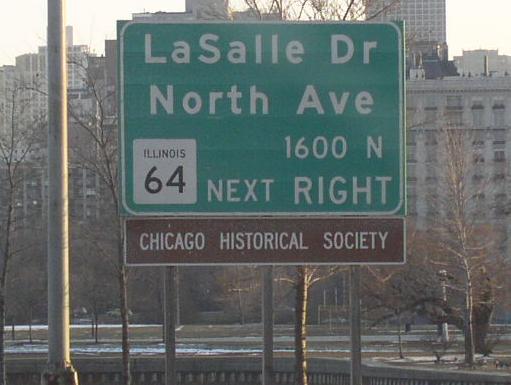 LaSalle Dr
North Ave
ILLINOIS
64
1600 N
NEXT RIGHT
CHICAGO HISTORICAL SOCIETY